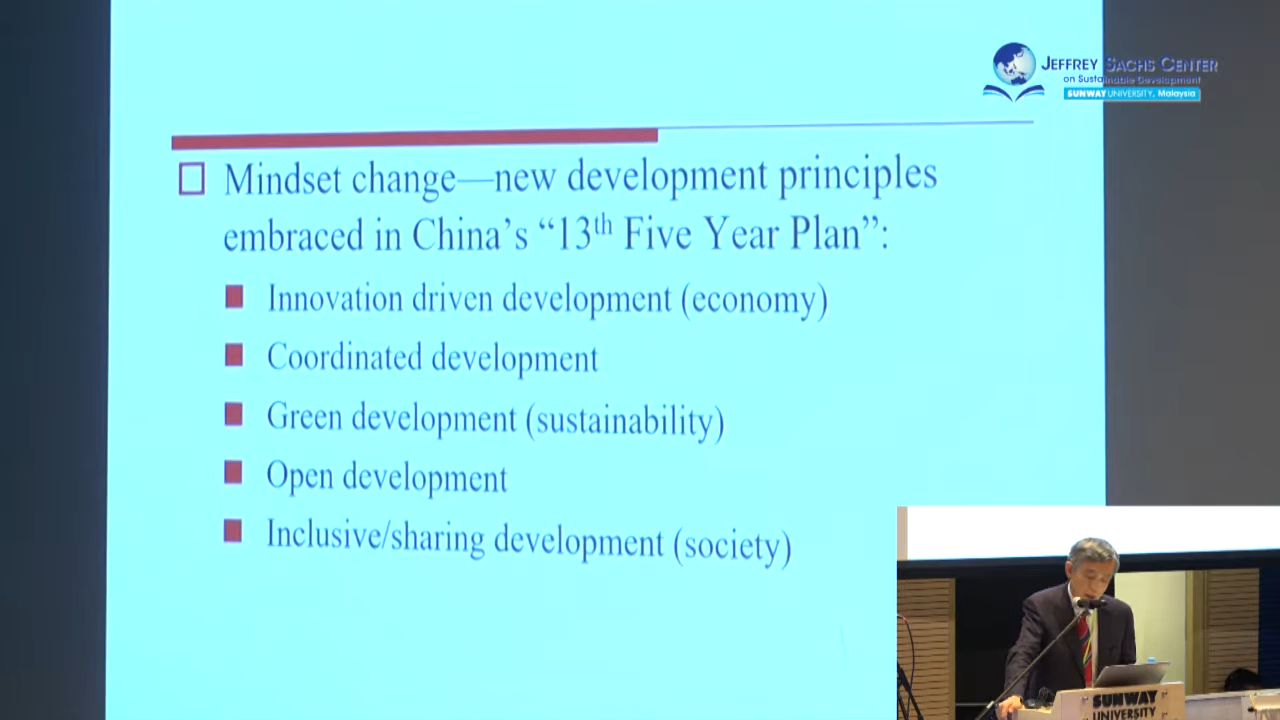 JEFFREY SACHS CENTER
on Sustainable Development
SUNWAY UNIVERSITY, Malaysia
Mindset change—new development principles
embraced in China's “13th Five Year Plan”:
Innovation driven development (economy)
Coordinated development
Green development (sustainability)
Open development
Inclusive/sharing development (society)
SUNWAY
UNIVERSITY